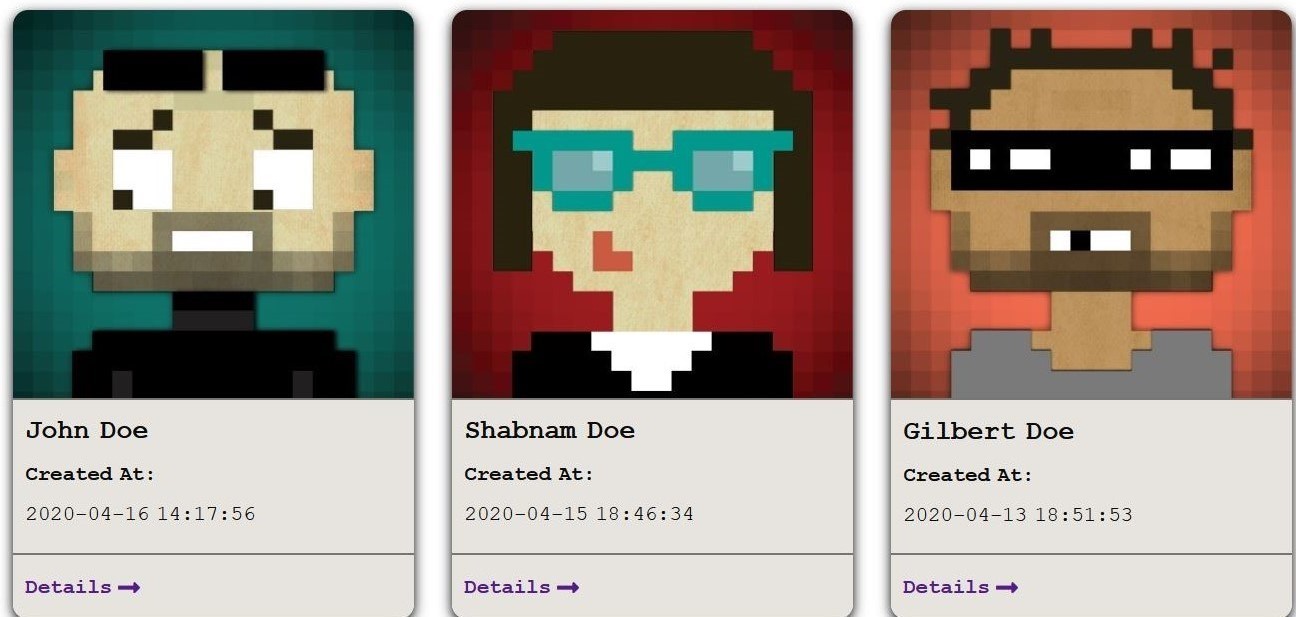 John Doe
Created At:
2020-04-16 14:17:56
Details
Shabnam Doe
Created At:
2020-04-15 18:46:34
Details
Gilbert Doe
Created At:
2020-04-13 18:51:53
Details